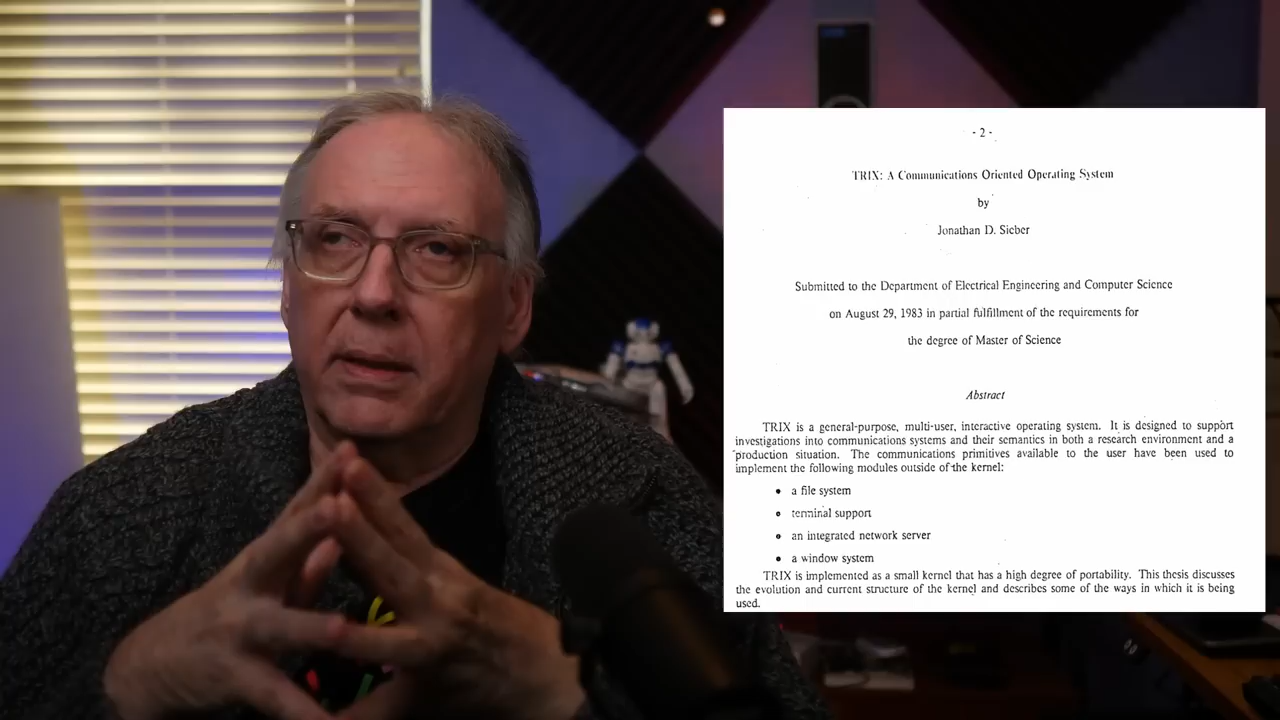 - 2 -
TRIX: A Communications Oriented Operating System
by
Jonathan D. Sieber
Submitted to the Department of Electrical Engineering and Computer Science
on August 29, 1983 in partial fulfillment of the requirements for
the degree of Master of Science
Abstract
TRIX is a general-purpose, multi-user, interactive operating system. It is designed to support
investigations into communications systems and their semantics in both a research environment and a
production situation. The communications primitives available to the user have been used to
implement the following modules outside of the kernel:
• a file system
• terminal support
• an integrated network server
• a window system
TRIX is implemented as a small kernel that has a high degree of portability. This thesis discusses
the evolution and current structure of the kernel and describes some of the ways in which it is being
used.